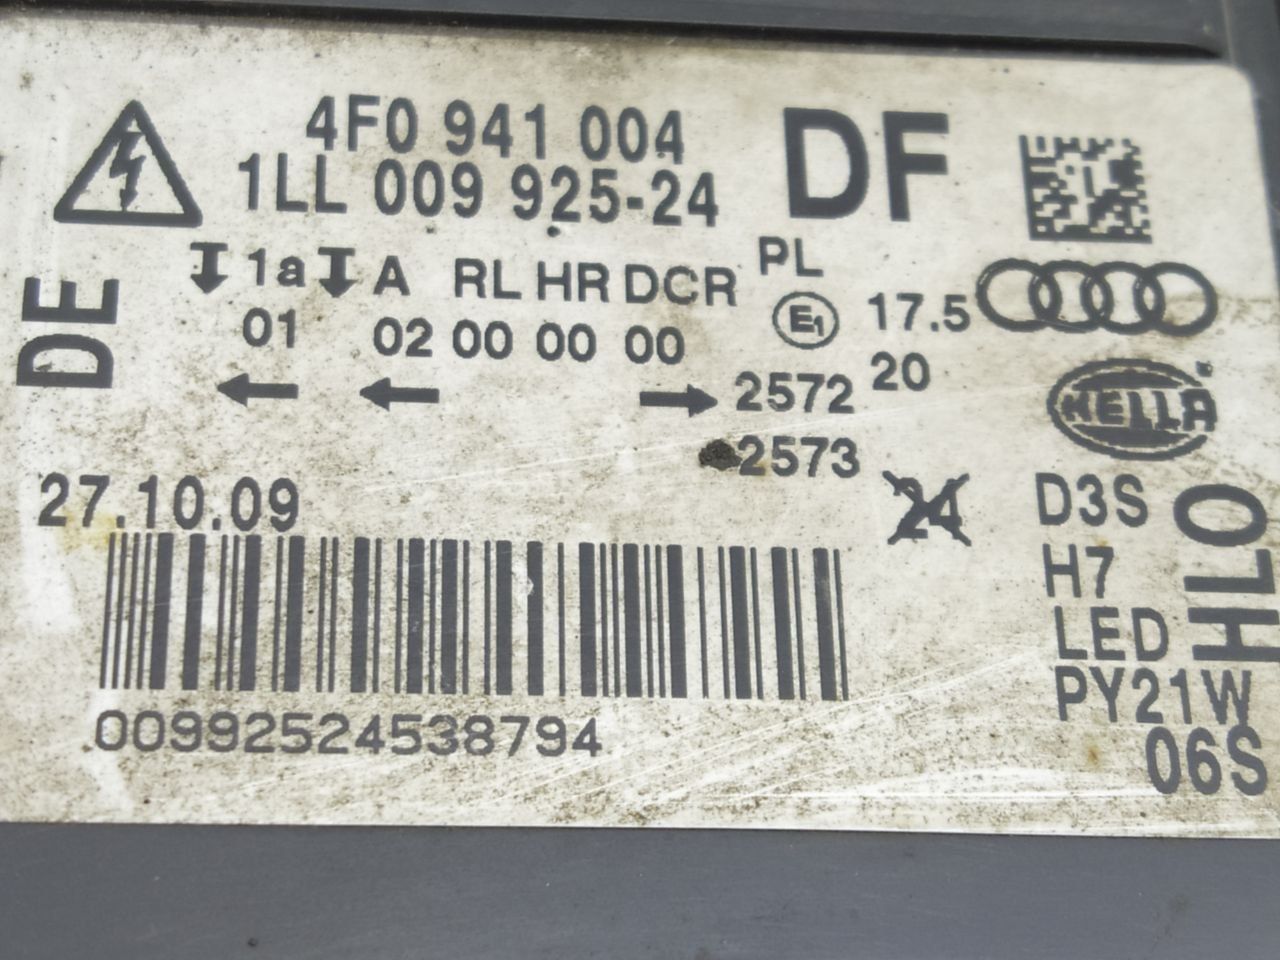 4F0 941 004
1LL 009 925-24
DF
DE
1a A RL HR DCR PL
01 02 00 00 00 E1 17.5
20
2572
2573
HELLA
27.10.09
24
D3S
H7
LED
PY21W
HLO
06S
00992524538794